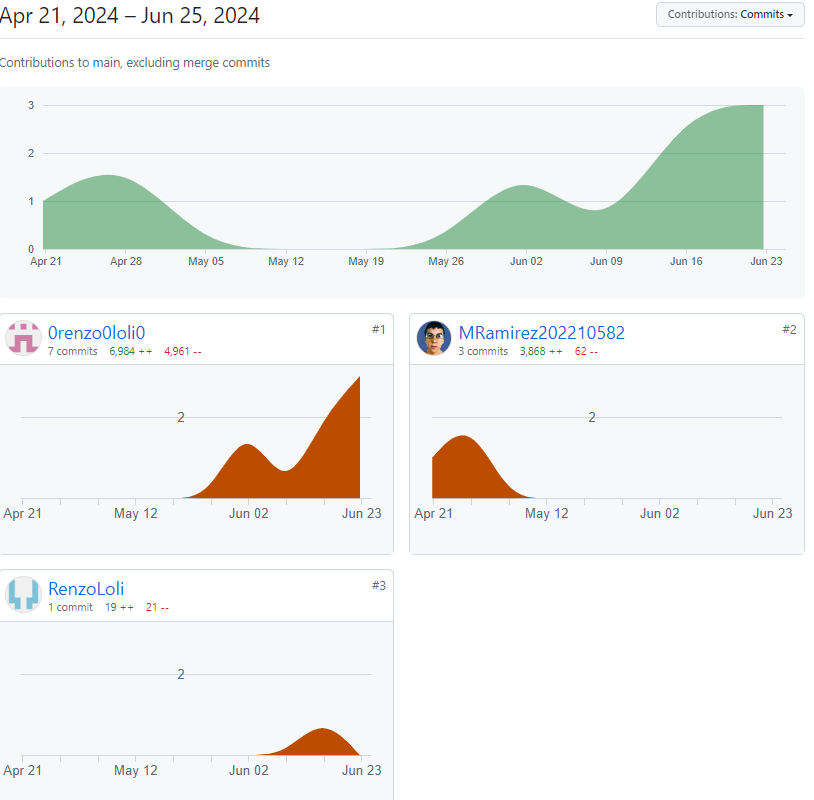 Apr 21, 2024 – Jun 25, 2024
Contributions: Commits
Contributions to main, excluding merge commits
3
2
1
0
Apr 21 Apr 28 May 05 May 12 May 19 May 26 Jun 02 Jun 09 Jun 16 Jun 23
0renzo0loli0 #1
7 commits 6,984 ++ 4,961 --
2
Apr 21 May 12 Jun 02 Jun 23
MRamirez202210582 #2
3 commits 3,868 ++ 62 --
2
Apr 21 May 12 Jun 02 Jun 23
RenzoLoli #3
1 commit 19 ++ 21 --
2
Apr 21 May 12 Jun 02 Jun 23